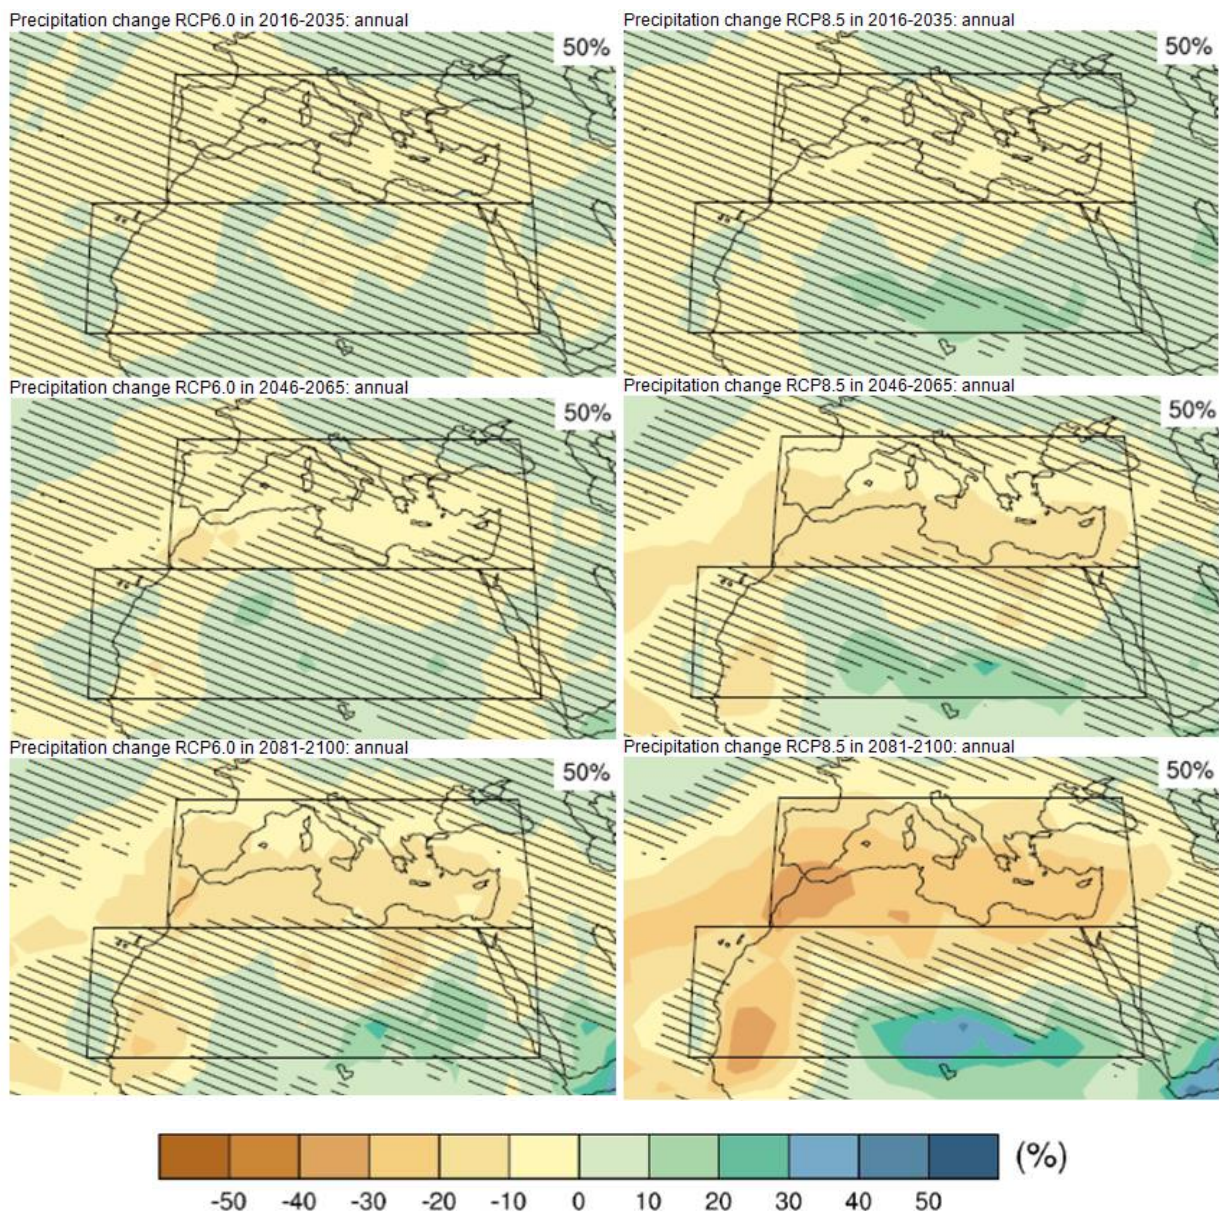 Precipitation change RCP6.0 in 2016-2035: annual
Precipitation change RCP8.5 in 2016-2035: annual
50%
50%
Precipitation change RCP6.0 in 2046-2065: annual
Precipitation change RCP8.5 in 2046-2065: annual
50%
50%
Precipitation change RCP6.0 in 2081-2100: annual
Precipitation change RCP8.5 in 2081-2100: annual
50%
50%
(%)
-50 -40 -30 -20 -10 0 10 20 30 40 50